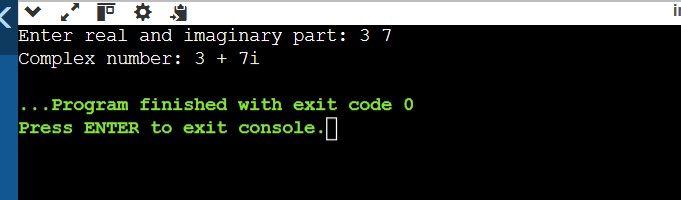 Enter real and imaginary part: 3 7
Complex number: 3 + 7i
...Program finished with exit code 0
Press ENTER to exit console.